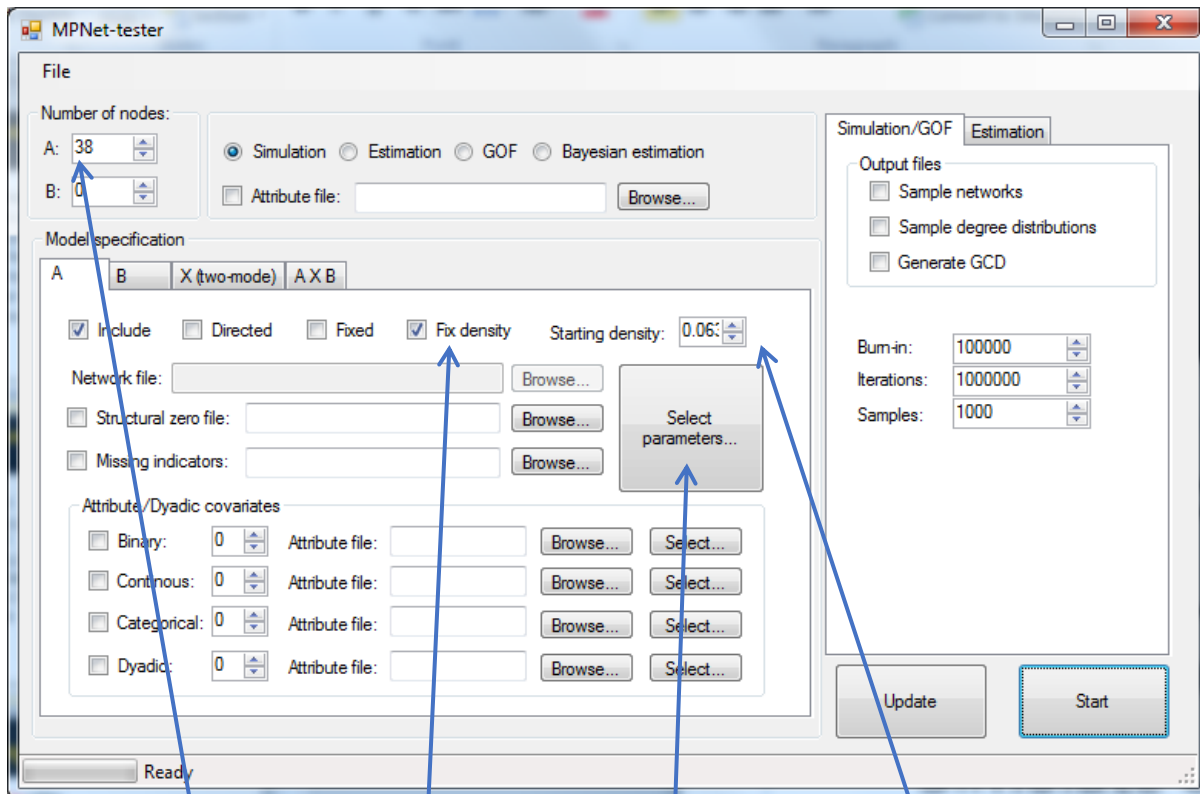 MPNet-tester
File
Number of nodes:
A: 38
B: 0
Simulation Estimation GOF Bayesian estimation
Attribute file: Browse...
Model specification
A B X (two-mode) A X B
Include Directed Fixed Fix density Starting density: 0.063
Network file: Browse...
Structural zero file: Browse...
Missing indicators: Browse...
Select
parameters...
Attribute/Dyadic covariates
Binary: 0 Attribute file: Browse... Select...
Continous: 0 Attribute file: Browse... Select...
Categorical: 0 Attribute file: Browse... Select...
Dyadic: 0 Attribute file: Browse... Select...
Simulation/GOF Estimation
Output files
Sample networks
Sample degree distributions
Generate GCD
Burn-in: 100000
Iterations: 1000000
Samples: 1000
Update Start
Ready